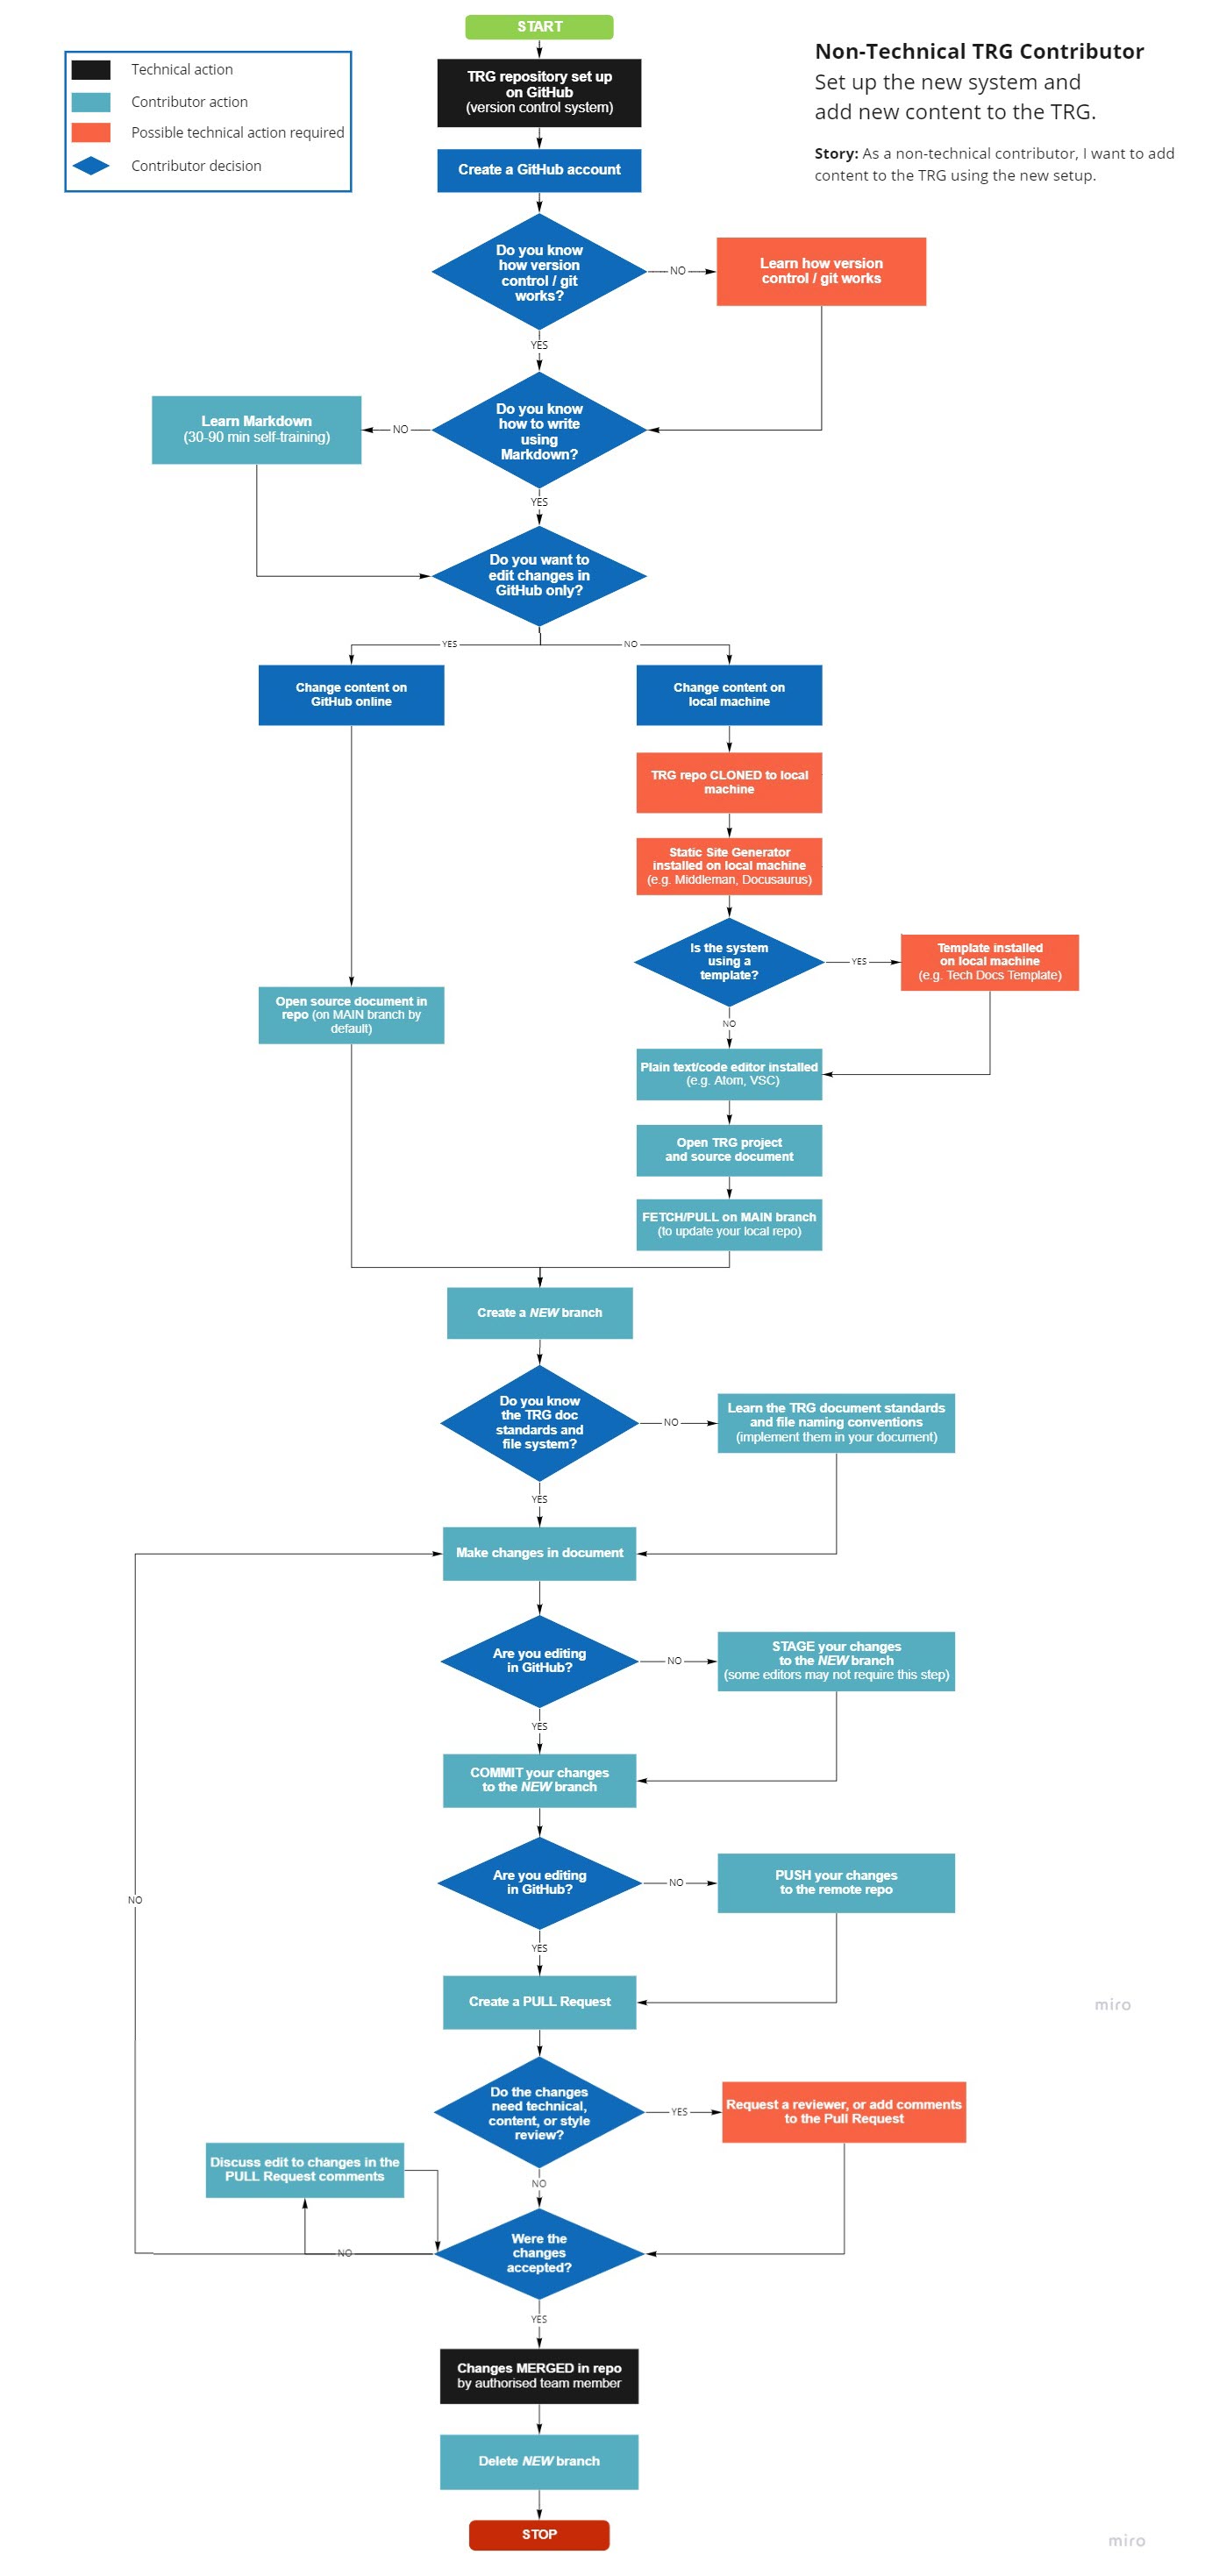 START
TRG repository set up
on GitHub
(version control system)
Technical action
Contributor action
Possible technical action required
Contributor decision
Non-Technical TRG Contributor
Set up the new system and
add new content to the TRG.
Story: As a non-technical contributor, I want to add
content to the TRG using the new setup.
Create a GitHub account
Do you know
how version
control / git
works?
NO
Learn how version
control / git works
YES
Do you know
how to write
using
Markdown?
NO
Learn Markdown
(30-90 min self-training)
YES
Do you want to
edit changes in
GitHub only?
YES
NO
Change content on
GitHub online
Change content on
local machine
TRG repo CLONED to local
machine
Static Site Generator
installed on local machine
(e.g. Middleman, Docusaurus)
Is the system
using a
template?
YES
Template installed
on local machine
(e.g. Tech Docs Template)
NO
Open source document in
repo (on MAIN branch by
default)
Plain text/code editor installed
(e.g. Atom, VSC)
Open TRG project
and source document
FETCH/PULL on MAIN branch
(to update your local repo)
Create a NEW branch
Do you know
the TRG doc
standards and
file system?
NO
Learn the TRG document standards
and file naming conventions
(implement them in your document)
YES
Make changes in document
Are you editing
in GitHub?
NO
STAGE your changes
to the NEW branch
(some editors may not require this step)
YES
COMMIT your changes
to the NEW branch
Are you editing
in GitHub?
NO
PUSH your changes
to the remote repo
NO
YES
Create a PULL Request
miro
Do the changes
need technical,
content, or style
review?
YES
Request a reviewer, or add comments
to the Pull Request
NO
Discuss edit to changes in the
PULL Request comments
Were the
changes
accepted?
NO
YES
Changes MERGED in repo
by authorised team member
Delete NEW branch
STOP
miro